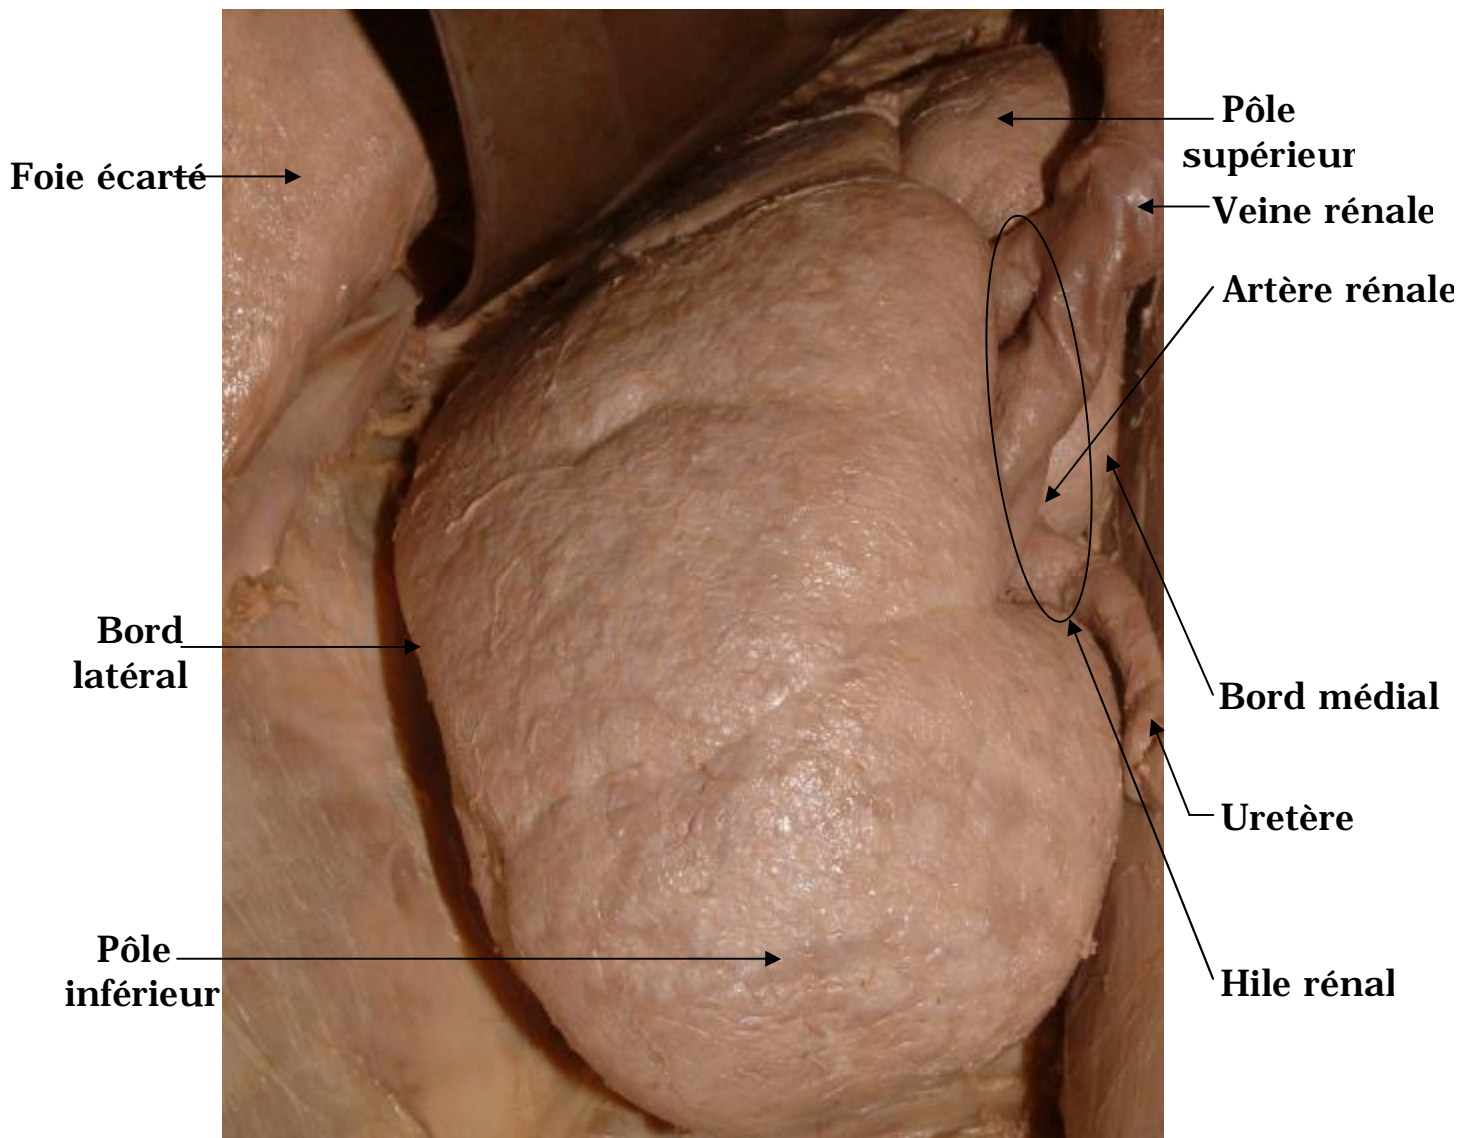 Pôle
supérieur
Foie écarté
Veine rénale
Artère rénale
Bord
latéral
Bord médial
Uretère
Pôle
inférieur
Hile rénal